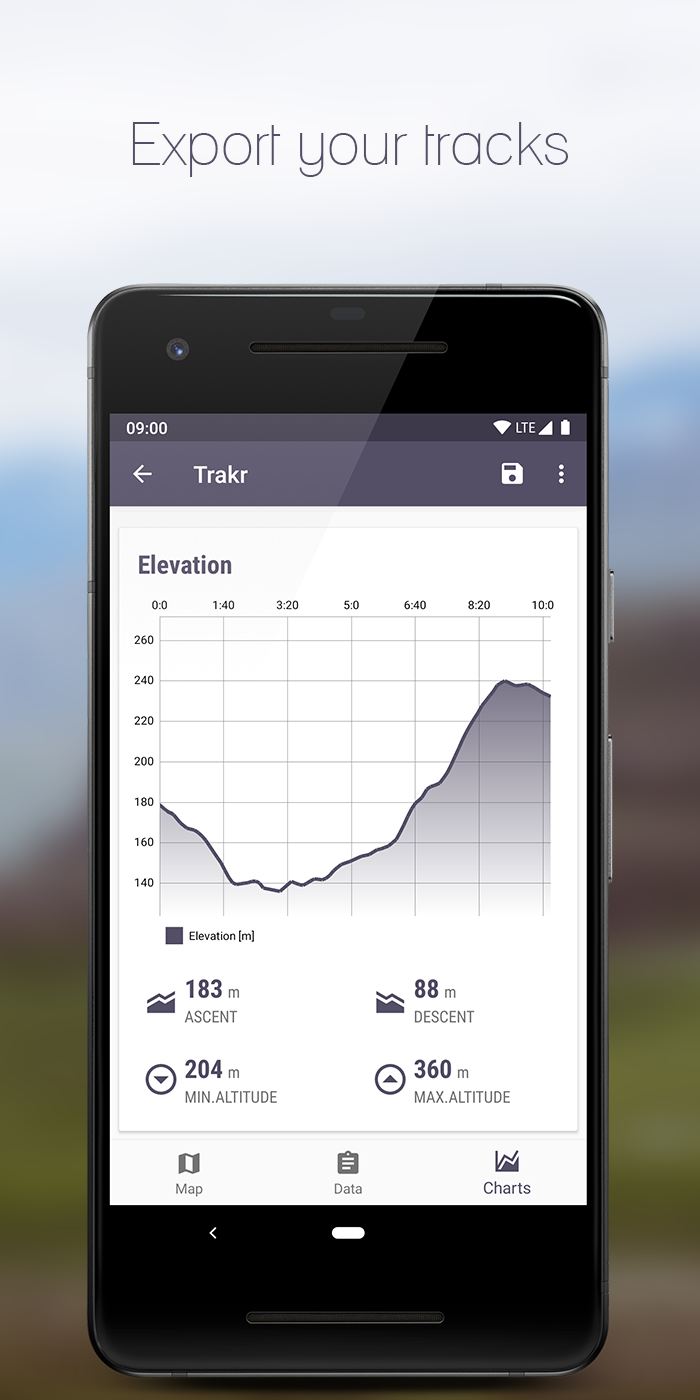 Export your tracks
09:00 LTE
Trakr
Elevation
0:0 1:40 3:20 5:0 6:40 8:20 10:0
260
240
220
200
180
160
140
Elevation [m]
183 m 88 m
ASCENT DESCENT
204 m 360 m
MIN.ALTITUDE MAX.ALTITUDE
Map Data Charts